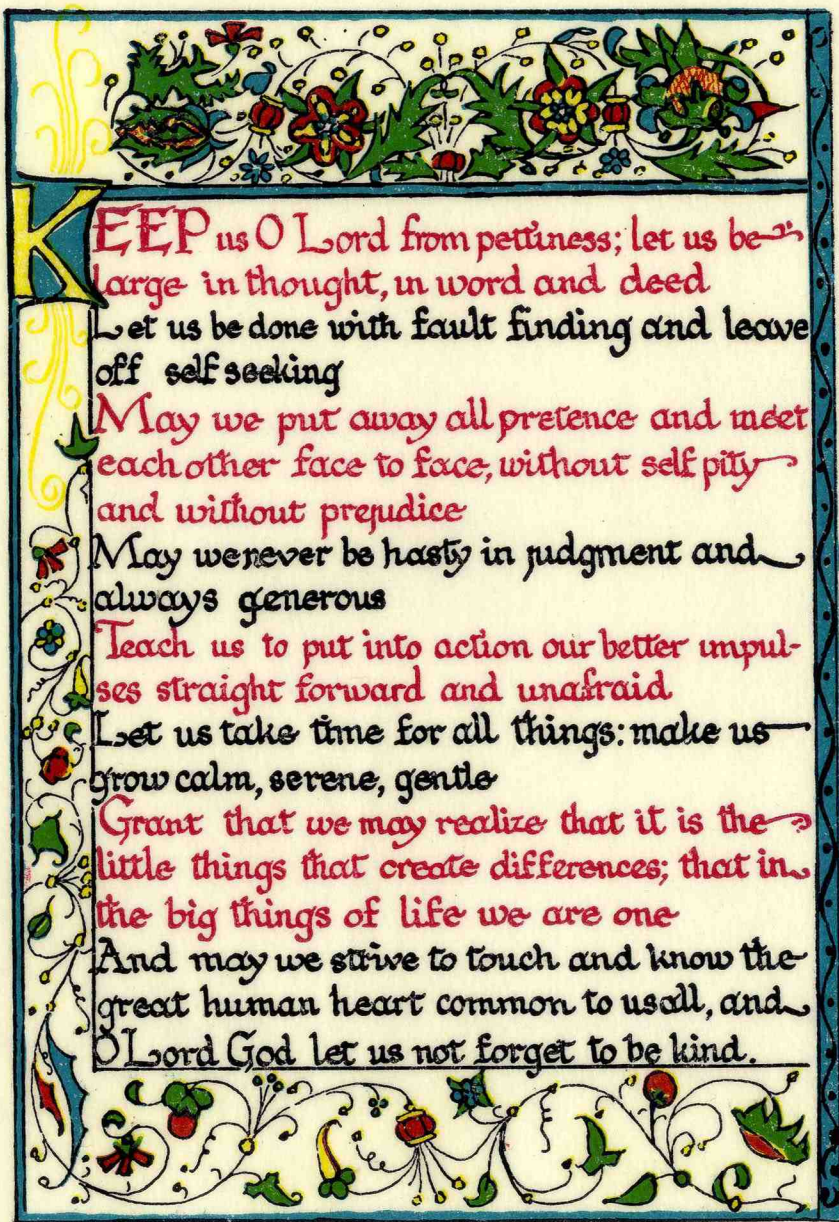 KEEP us O Lord from pettiness; let us be
large in thought, in word and deed
Let us be done with fault finding and leave
off self seeking
May we put away all pretence and meet
each other face to face, without self pity
and without prejudice
May we never be hasty in judgment and
always generous
Teach us to put into action our better impul-
ses straight forward and unafraid
Let us take time for all things: make us
grow calm, serene, gentle
Grant that we may realize that it is the
little things that create differences; that in
the big things of life we are one
And may we strive to touch and know the
great human heart common to us all, and
O Lord God let us not forget to be kind.